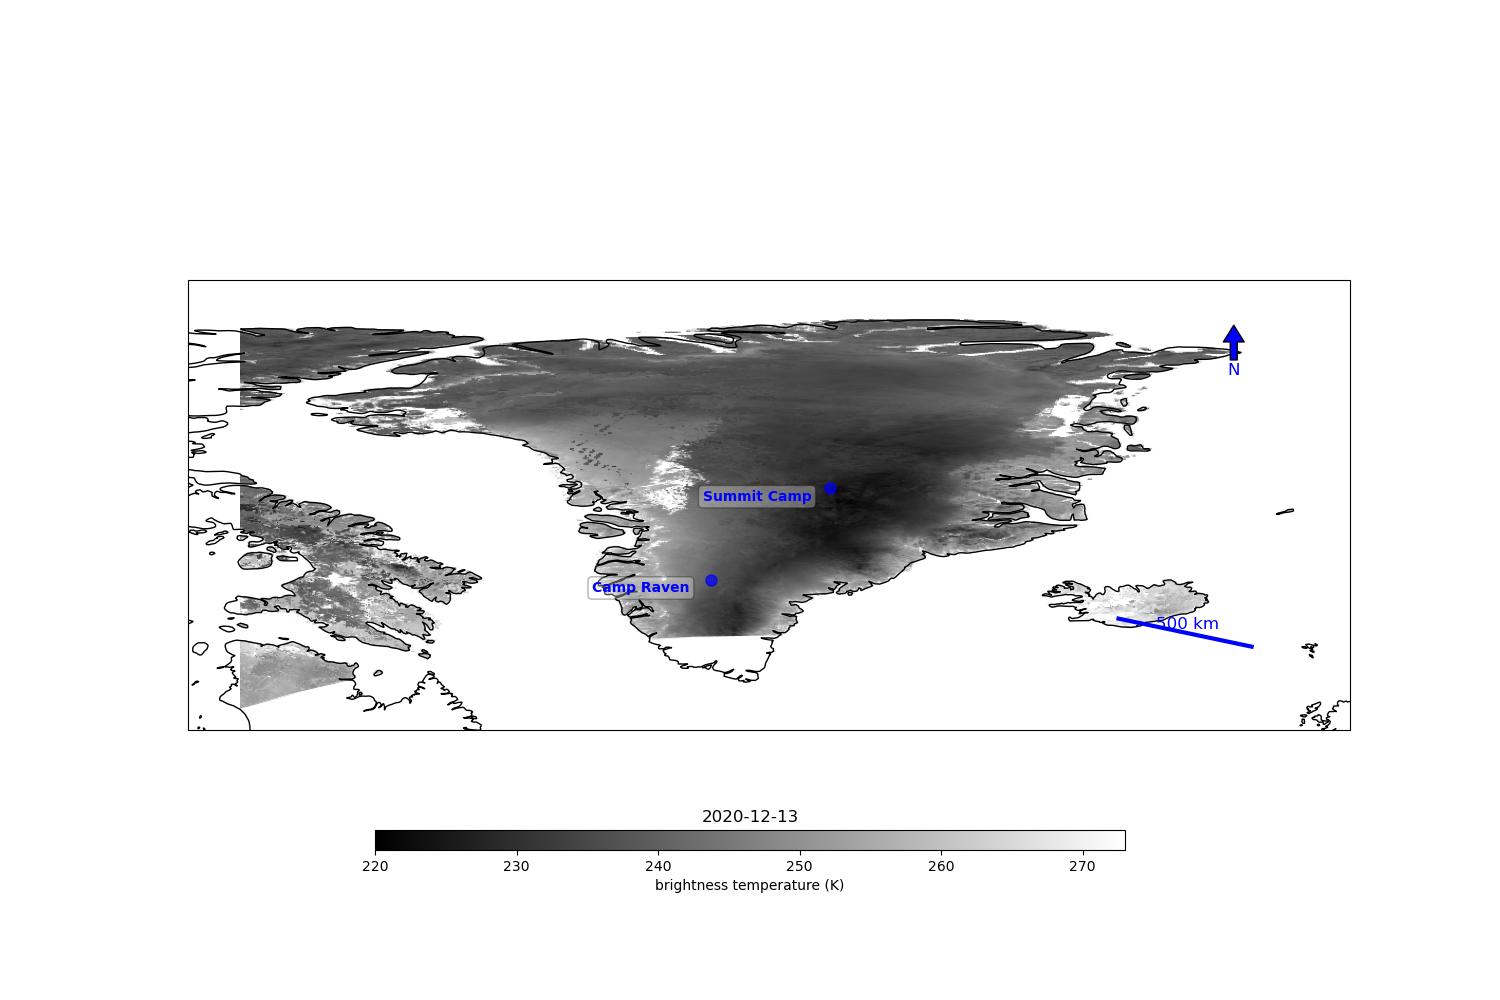 N
Summit Camp
Camp Raven
500 km
2020-12-13
220 230 240 250 260 270
brightness temperature (K)